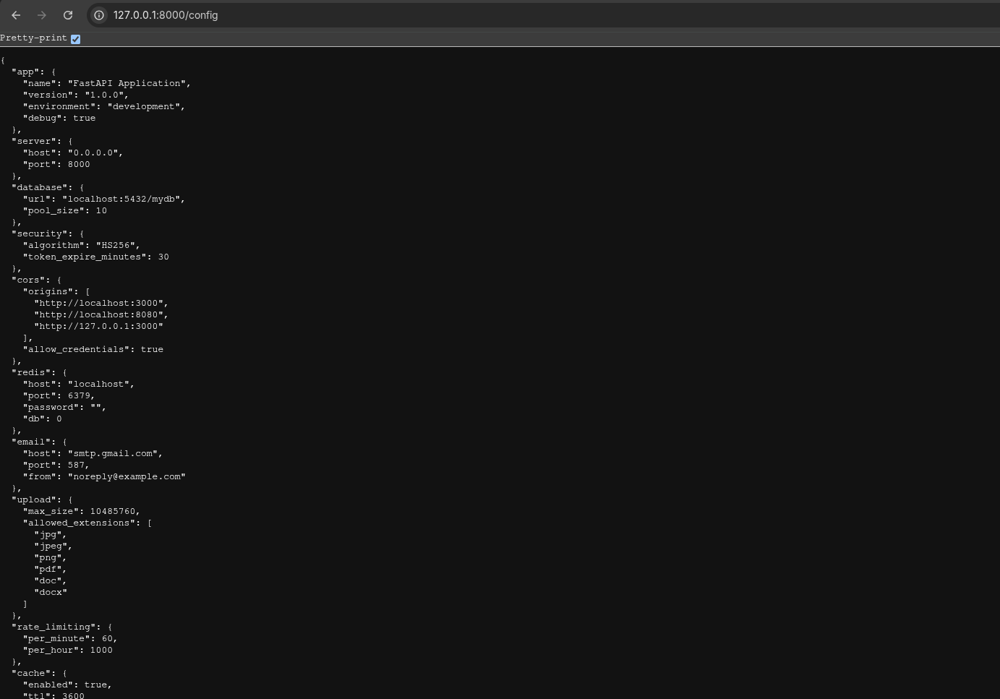 127.0.0.1:8000/config
Pretty-print
{
  "app": {
    "name": "FastAPI Application",
    "version": "1.0.0",
    "environment": "development",
    "debug": true
  },
  "server": {
    "host": "0.0.0.0",
    "port": 8000
  },
  "database": {
    "url": "localhost:5432/mydb",
    "pool_size": 10
  },
  "security": {
    "algorithm": "HS256",
    "token_expire_minutes": 30
  },
  "cors": {
    "origins": [
      "http://localhost:3000",
      "http://localhost:8080",
      "http://127.0.0.1:3000"
    ],
    "allow_credentials": true
  },
  "redis": {
    "host": "localhost",
    "port": 6379,
    "password": "",
    "db": 0
  },
  "email": {
    "host": "smtp.gmail.com",
    "port": 587,
    "from": "noreply@example.com"
  },
  "upload": {
    "max_size": 10485760,
    "allowed_extensions": [
      "jpg",
      "jpeg",
      "png",
      "pdf",
      "doc",
      "docx"
    ]
  },
  "rate_limiting": {
    "per_minute": 60,
    "per_hour": 1000
  },
  "cache": {
    "enabled": true,
    "ttl": 3600